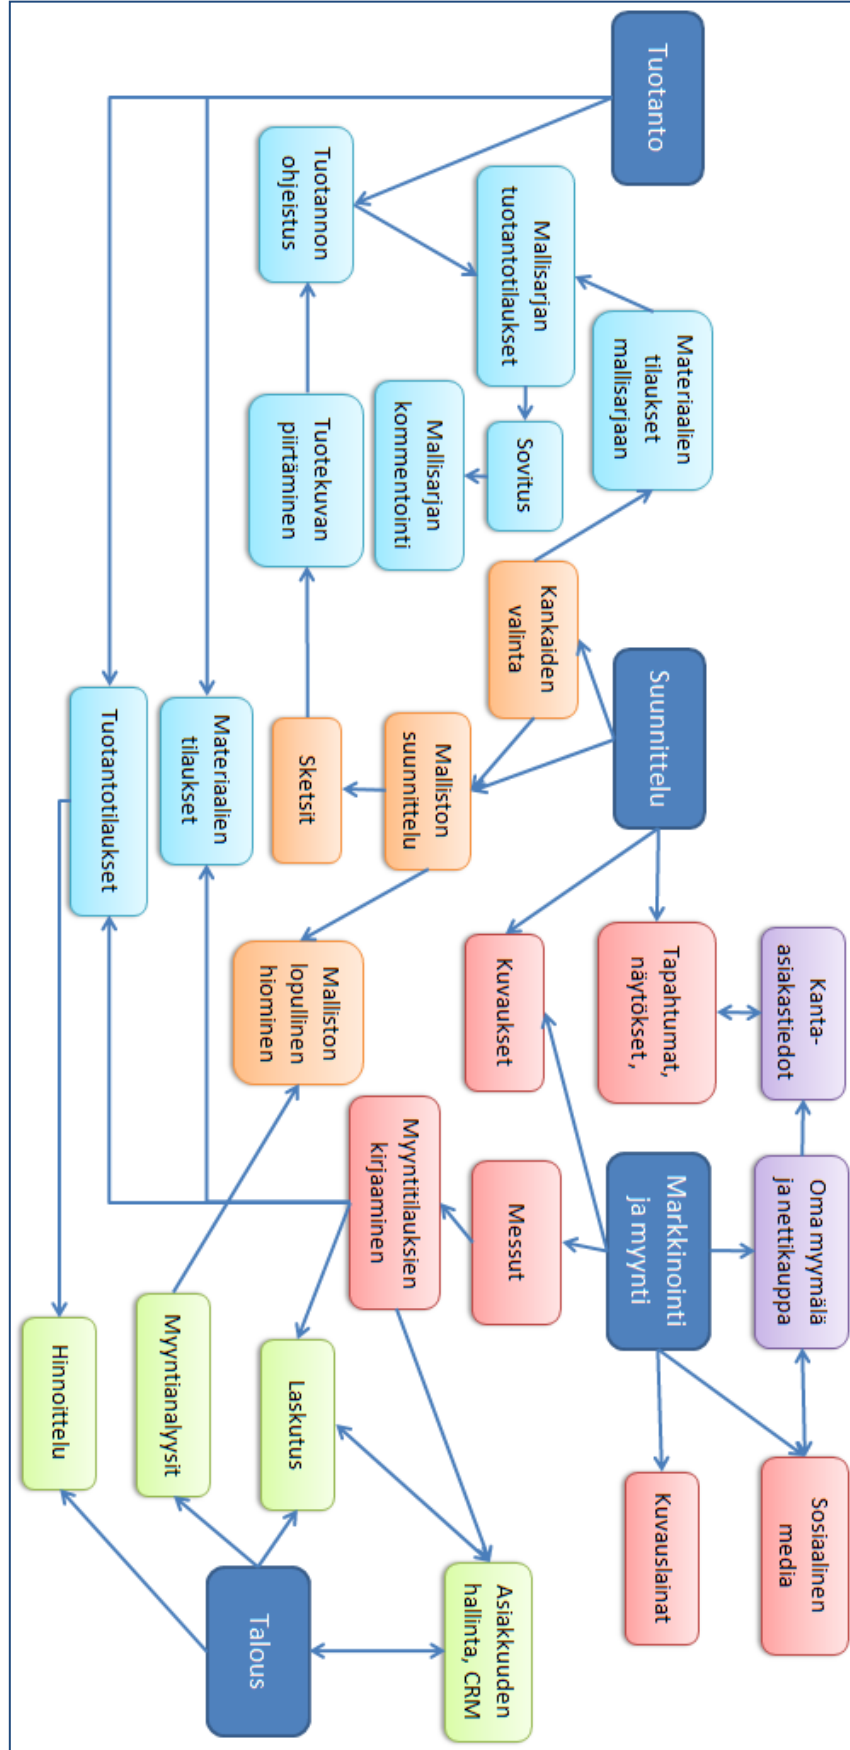 Kanta-
asiakastiedot
Oma myymälä
ja nettikauppa
Sosiaalinen
media
Tuotanto
Materiaalien
tilaukset
mallisarjaan
Suunnittelu
Tapahtumat,
näytökset,
Markkinointi
ja myynti
Kuvauslainat
Mallisarjan
tuotantotilaukset
Sovitus
Kankaiden
valinta
Kuvaukset
Messut
Asiakkuuden
hallinta, CRM
Mallisarjan
kommentointi
Malliston
suunnittelu
Myyntitilauksien
kirjaaminen
Tuotannon
ohjeistus
Tuotekuvan
piirtäminen
Sketsit
Malliston
lopullinen
hiominen
Laskutus
Talous
Materiaalien
tilaukset
Myyntianalyysit
Tuotantotilaukset
Hinnoittelu